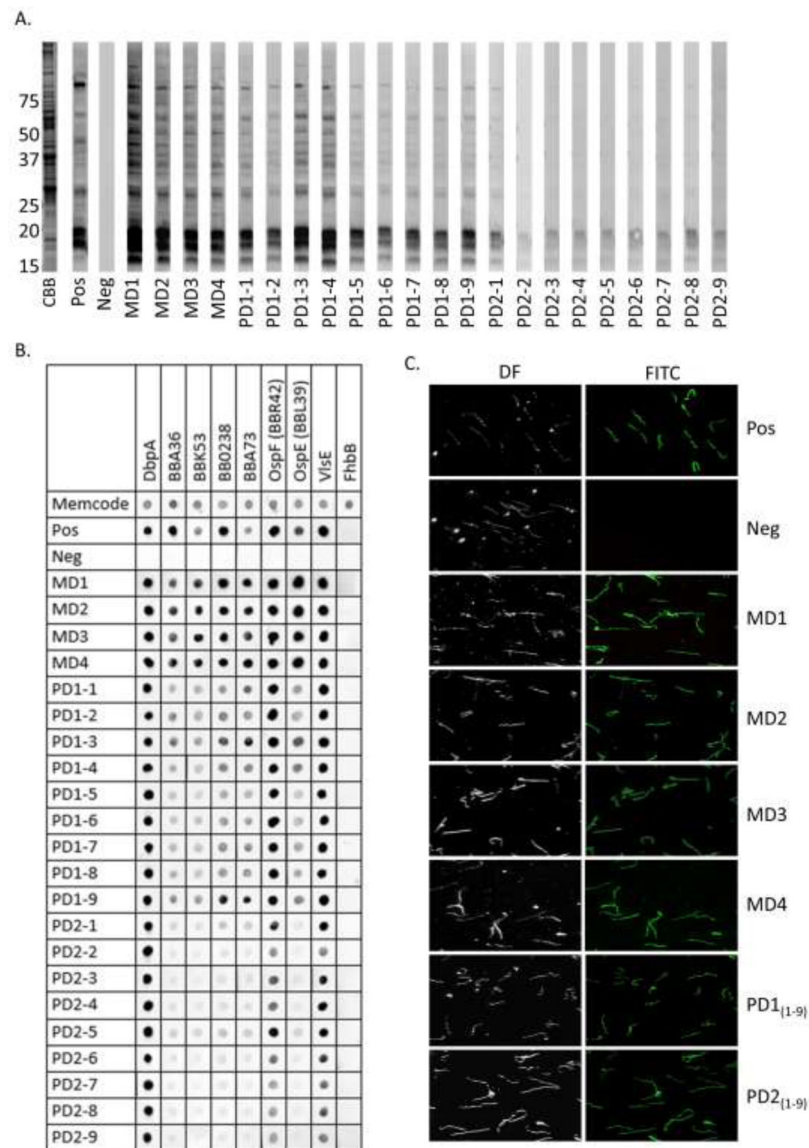 A.
75
50
37
25
20
15
CBB Pos Neg MD1 MD2 MD3 MD4 PD1-1 PD1-2 PD1-3 PD1-4 PD1-5 PD1-6 PD1-7 PD1-8 PD1-9 PD2-1 PD2-2 PD2-3 PD2-4 PD2-5 PD2-6 PD2-7 PD2-8 PD2-9
B.
DbpA BBA36 BBK53 BB0238 BBA73 OspF (BBR42) OspE (BBL39) VlsE FhbB
Memcode
Pos
Neg
MD1
MD2
MD3
MD4
PD1-1
PD1-2
PD1-3
PD1-4
PD1-5
PD1-6
PD1-7
PD1-8
PD1-9
PD2-1
PD2-2
PD2-3
PD2-4
PD2-5
PD2-6
PD2-7
PD2-8
PD2-9
C.
DF FITC
Pos
Neg
MD1
MD2
MD3
MD4
PD1(1-9)
PD2(1-9)